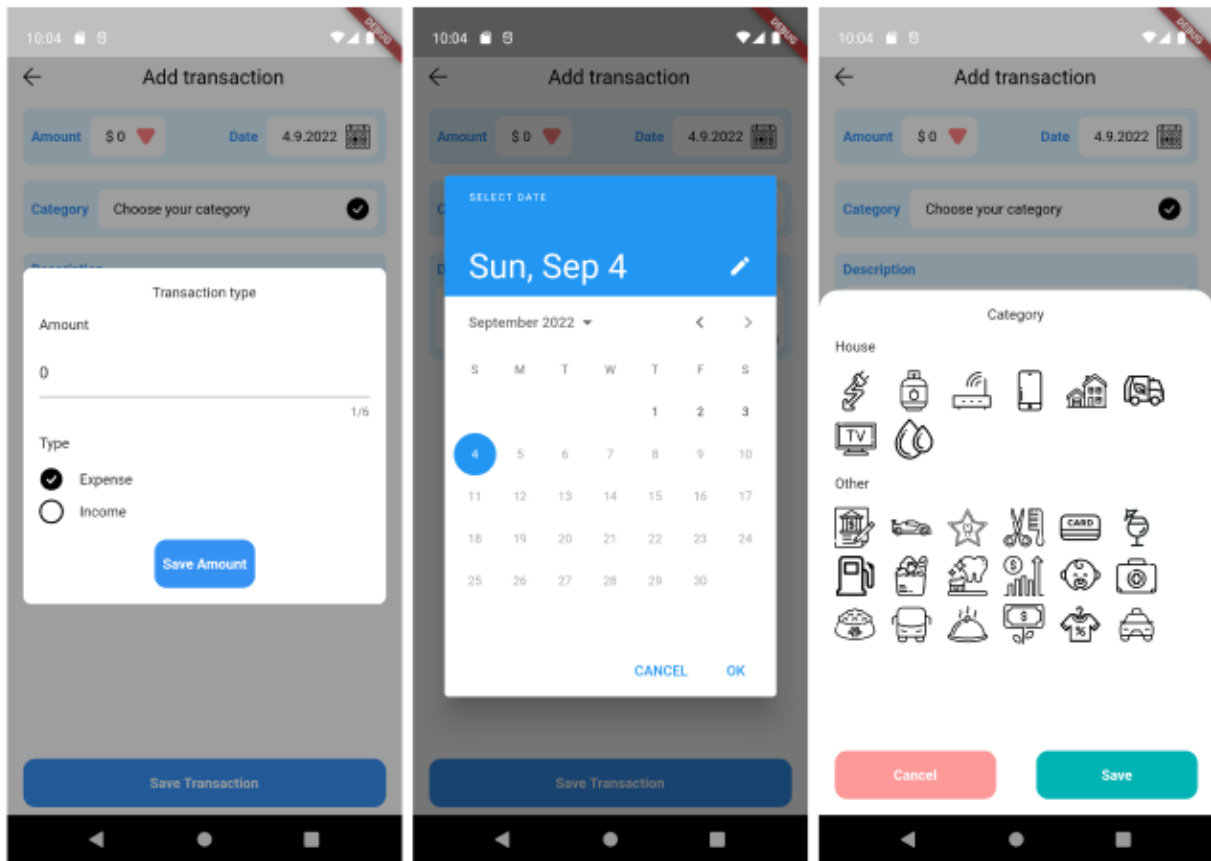 10:04
DEBUG
Add transaction
Amount $ 0 Date 4.9.2022
Category Choose your category
Description
Transaction type
Amount
0
1/6
Type
Expense
Income
Save Amount
Save Transaction
10:04
DEBUG
Add transaction
Amount $ 0 Date 4.9.2022
C
D
SELECT DATE
Sun, Sep 4
September 2022
S M T W T F S
1 2 3
4 5 6 7 8 9 10
11 12 13 14 15 16 17
18 19 20 21 22 23 24
25 26 27 28 29 30
CANCEL OK
Save Transaction
10:04
DEBUG
Add transaction
Amount $ 0 Date 4.9.2022
Category Choose your category
Description
Category
House
TV
Other
$ CARD
$
$ %
Cancel Save